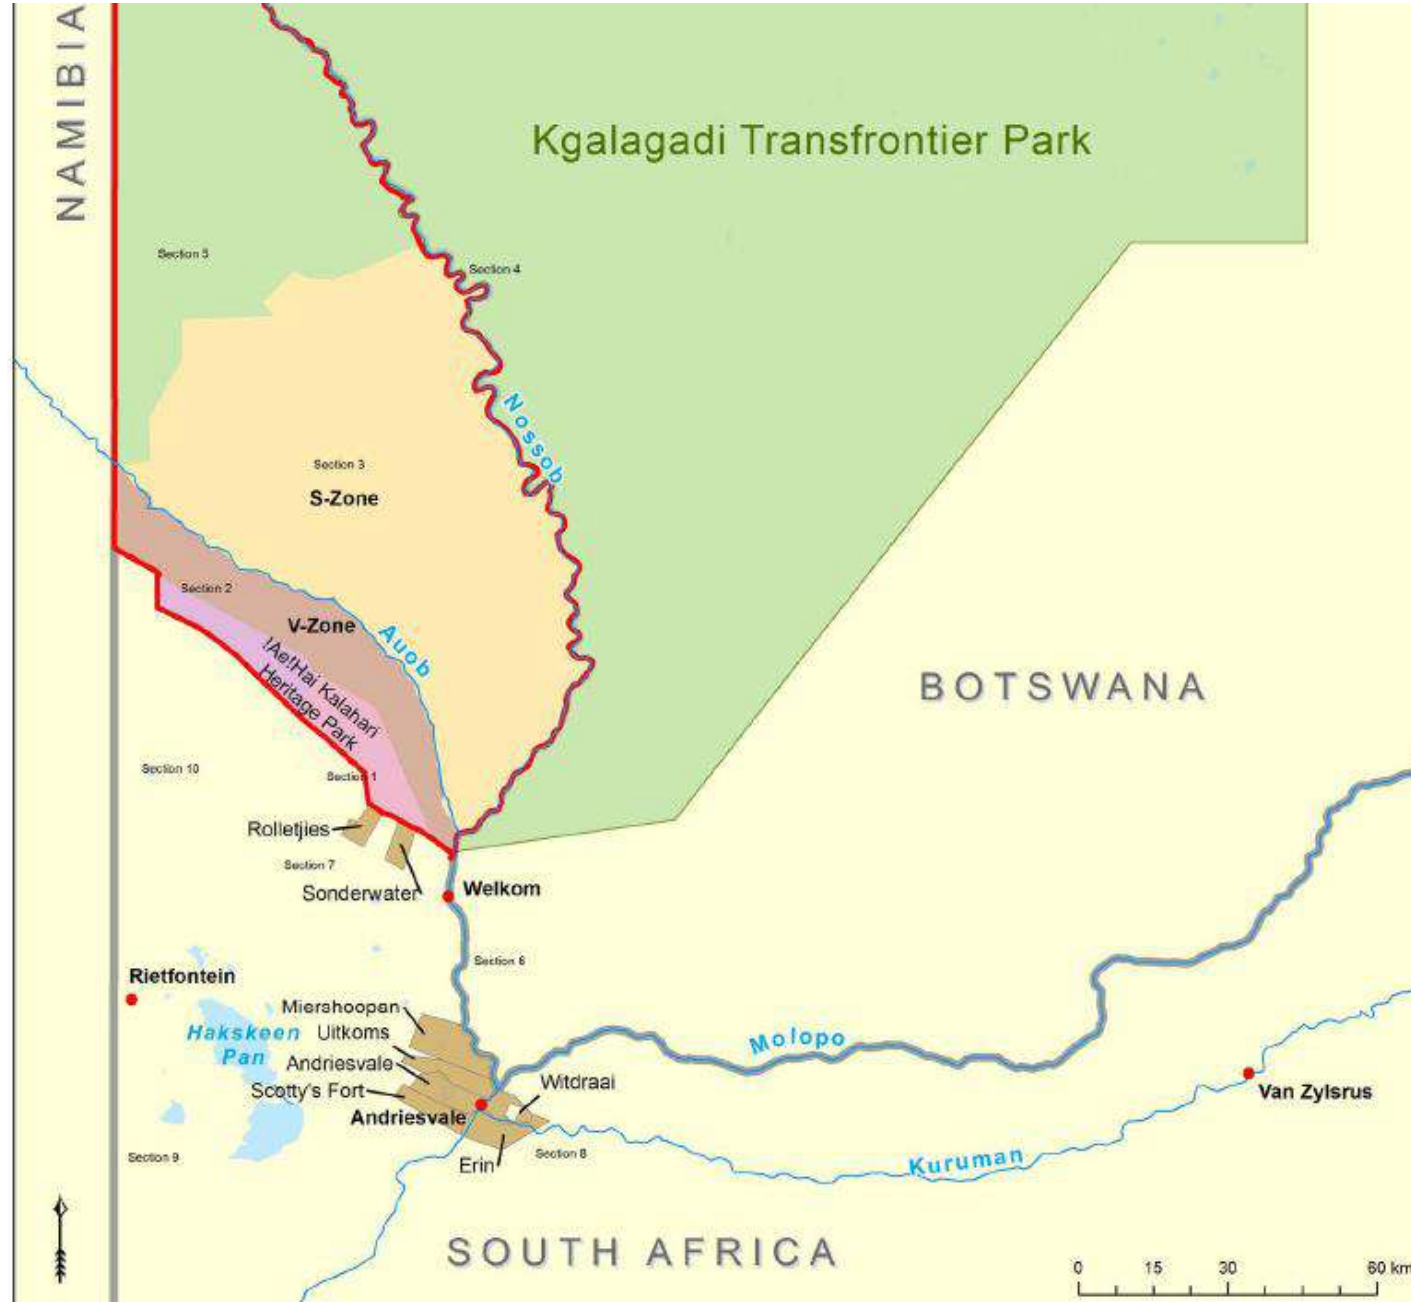 NAMIBIA
Kgalagadi Transfrontier Park
Section 5
Section 4
Nossob
Section 3
S-Zone
Section 2
V-Zone
Auob
!Ae!Hai Kalahari
Heritage Park
BOTSWANA
Section 10
Section 1
Rolletjies
Section 7
Sonderwater
Welkom
Section 6
Rietfontein
Miershoopan
Hakskeen
Pan
Uitkoms
Molopo
Andriesvale
Witdraai
Scotty's Fort
Van Zylsrus
Andriesvale
Section 9
Erin
Section 8
Kuruman
SOUTH AFRICA
0 15 30 60 km